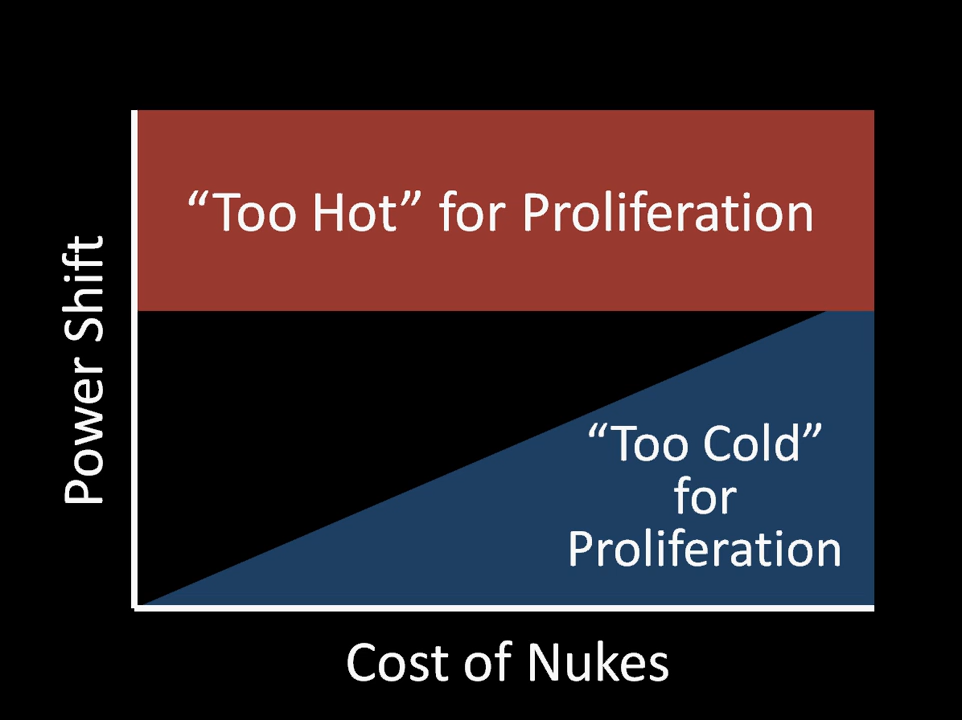 “Too Hot” for Proliferation
Power Shift
“Too Cold”
for
Proliferation
Cost of Nukes